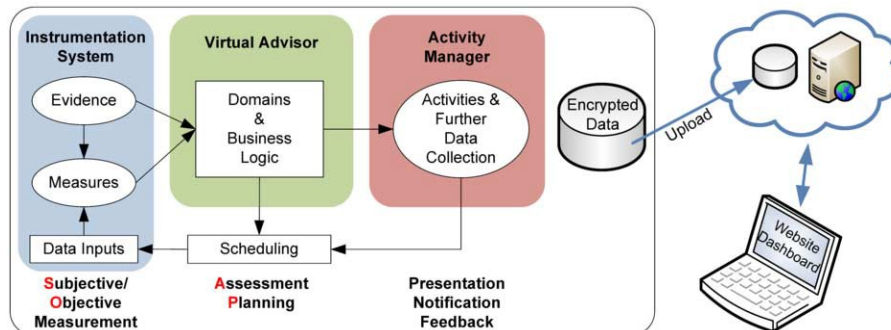 Instrumentation
System
Virtual Advisor
Activity
Manager
Evidence
Measures
Domains
&
Business
Logic
Activities &
Further
Data
Collection
Encrypted
Data
Upload
Website
Dashboard
Data Inputs
Scheduling
Subjective/
Objective
Measurement
Assessment
Planning
Presentation
Notification
Feedback